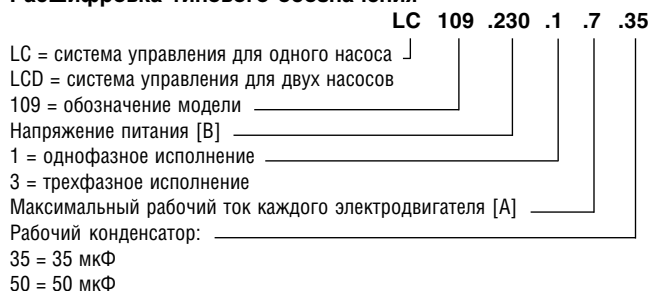 Расшифровка типового обозначения
LC 109 .230 .1 .7 .35
LC = система управления для одного насоса
LCD = система управления для двух насосов
109 = обозначение модели
Напряжение питания [В]
1 = однофазное исполнение
3 = трехфазное исполнение
Максимальный рабочий ток каждого электродвигателя [А]
Рабочий конденсатор:
35 = 35 мкФ
50 = 50 мкФ